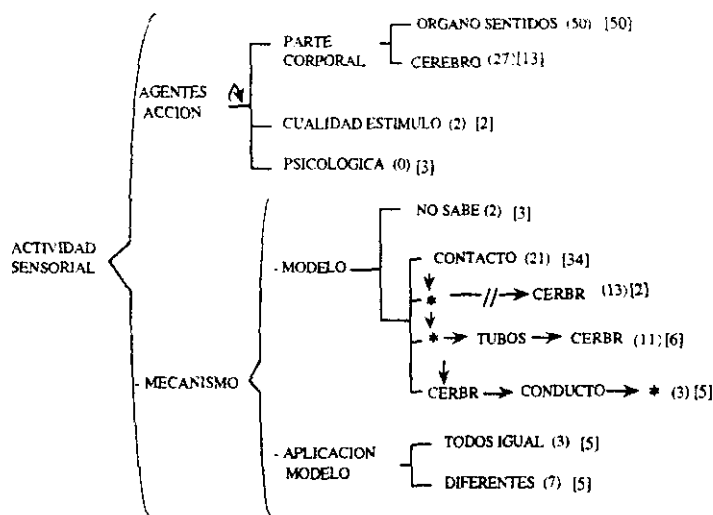 ORGANO SENTIDOS (50) [50]
PARTE
CORPORAL
CEREBRO (27) [13]
AGENTES
ACCION
CUALIDAD ESTIMULO (2) [2]
PSICOLOGICA (0) [3]
NO SABE (2) [3]
ACTIVIDAD
SENSORIAL
- MODELO
CONTACTO (21) [34]
* —//→ CERBR (13) [2]
* → TUBOS → CERBR (11) [6]
- MECANISMO
CERBR → CONDUCTO → * (3) [5]
- APLICACION
MODELO
TODOS IGUAL (3) [5]
DIFERENTES (7) [5]